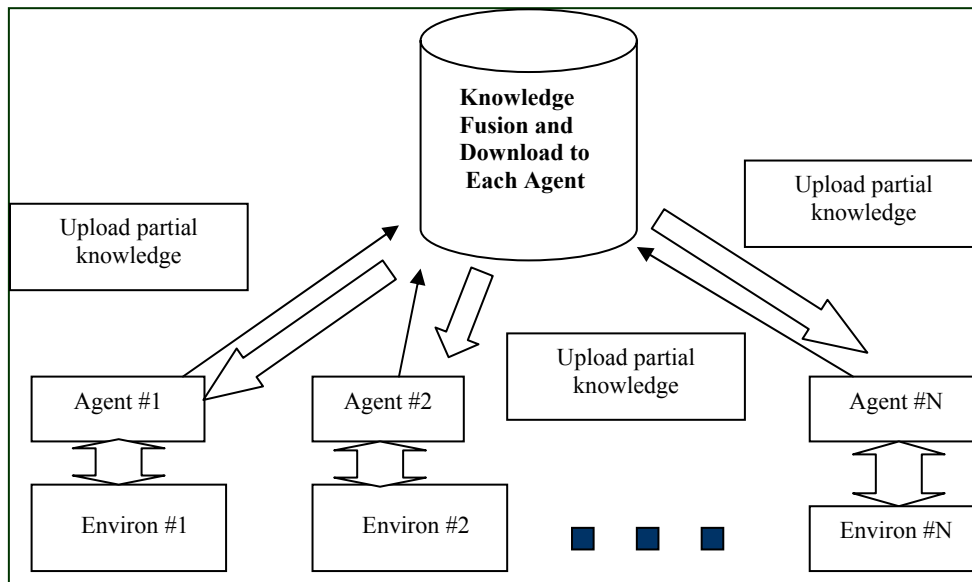 Knowledge
Fusion and
Download to
Each Agent
Upload partial
knowledge
Upload partial
knowledge
Upload partial
knowledge
Agent #1
Agent #2
Agent #N
Environ #1
Environ #2
Environ #N